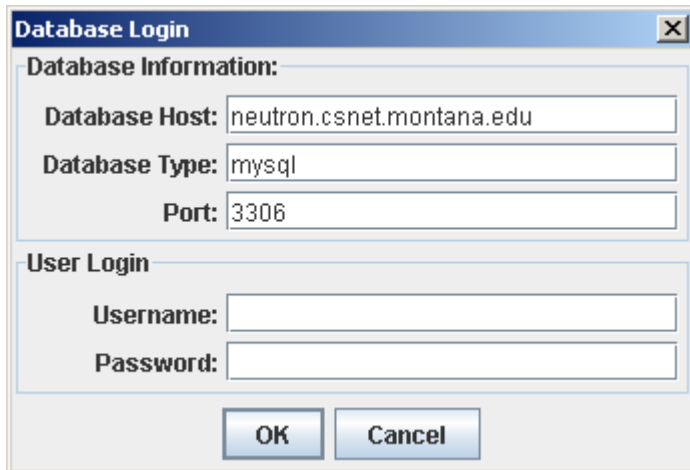 Database Login
Database Information:
Database Host: neutron.csnet.montana.edu
Database Type: mysql
Port: 3306
User Login
Username:
Password:
OK Cancel